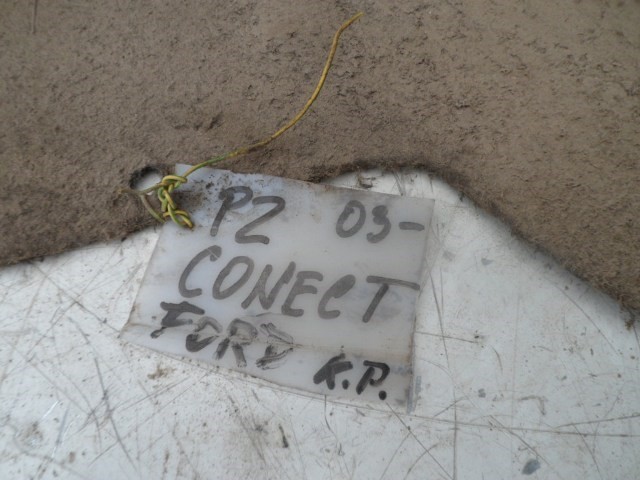 PZ 03-
CONECT
FORD K.P.